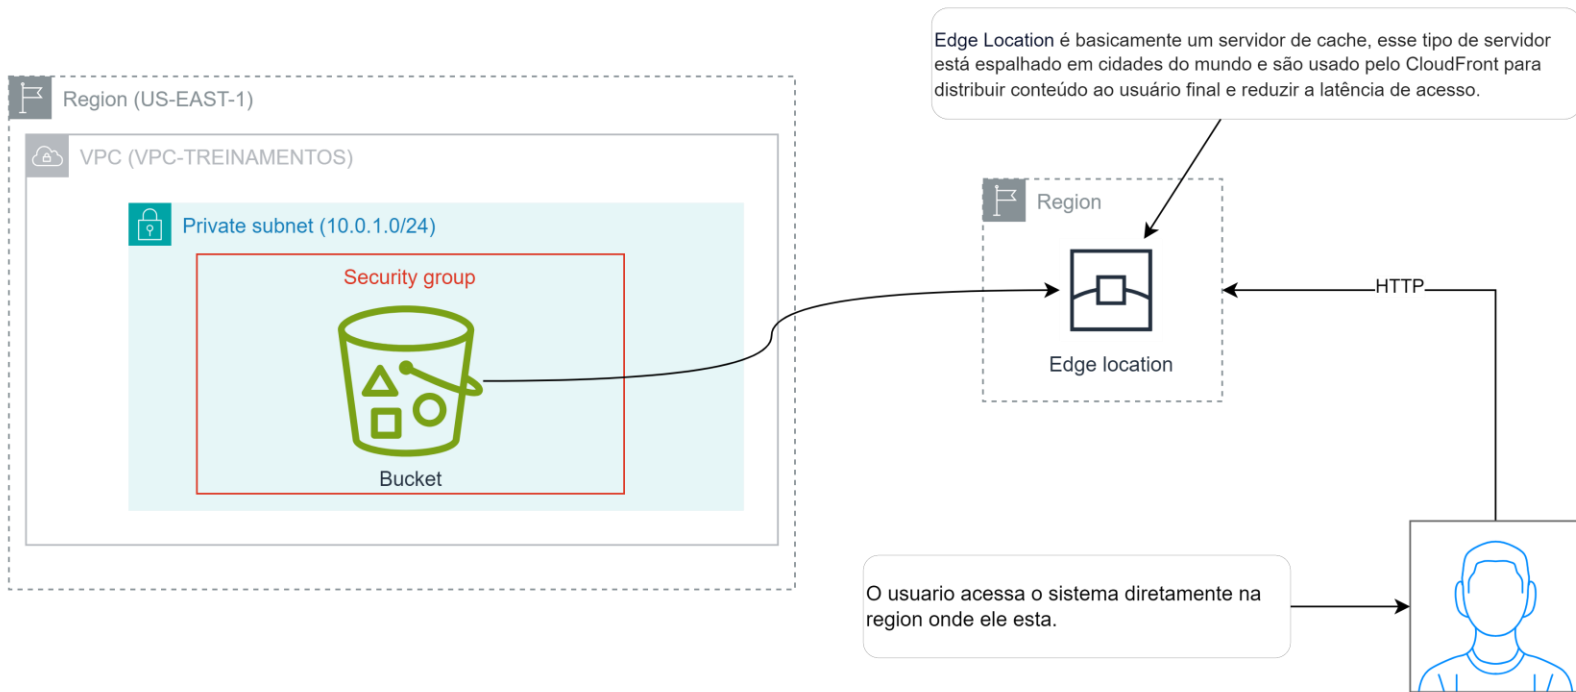 Edge Location é basicamente um servidor de cache, esse tipo de servidor
está espalhado em cidades do mundo e são usado pelo CloudFront para
distribuir conteúdo ao usuário final e reduzir a latência de acesso.
Region (US-EAST-1)
VPC (VPC-TREINAMENTOS)
Private subnet (10.0.1.0/24)
Security group
Bucket
Region
Edge location
HTTP
O usuario acessa o sistema diretamente na
region onde ele esta.